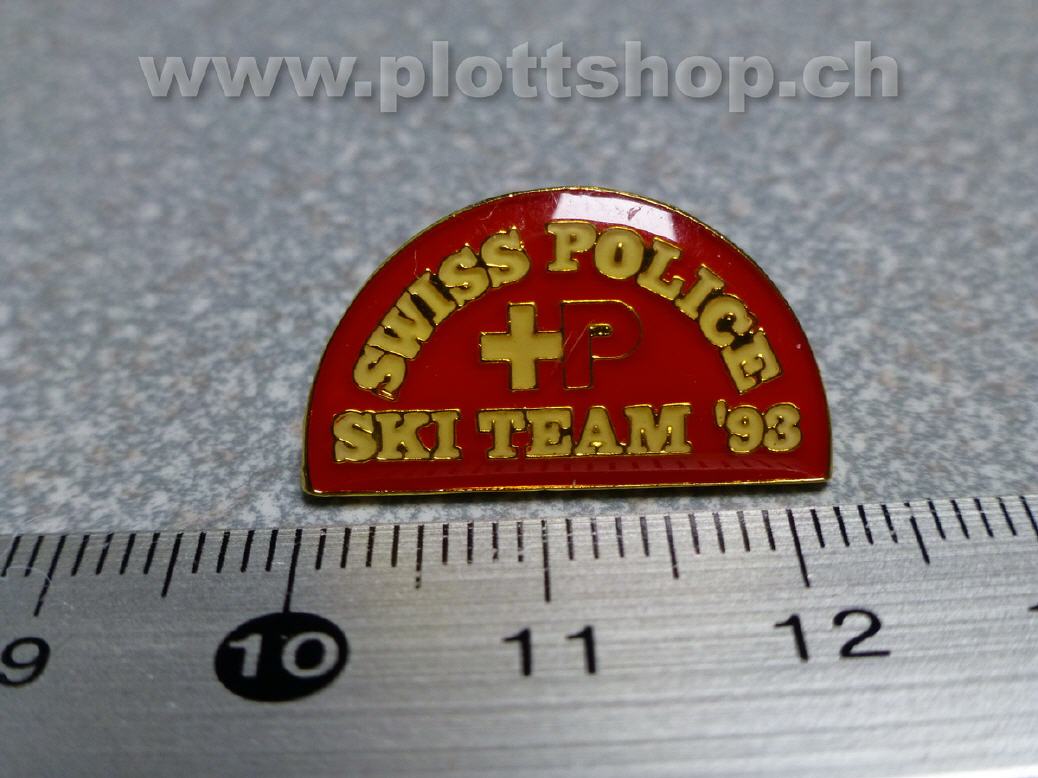 www.plottshop.ch
SWISS POLICE
+P
SKI TEAM '93
9 10 11 12